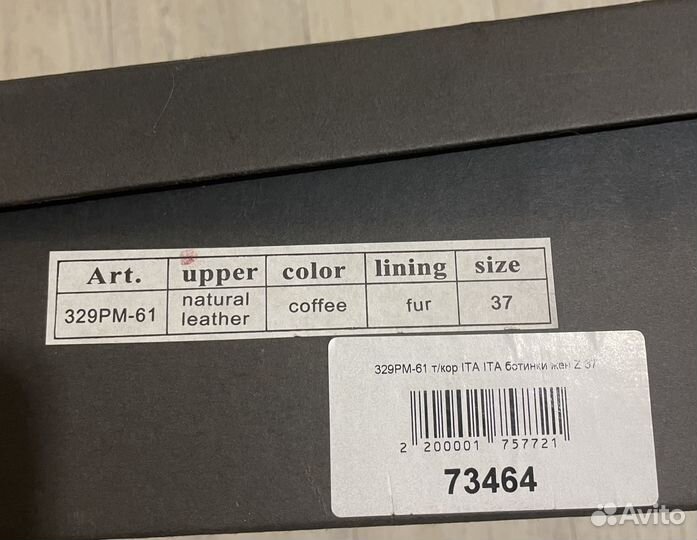 Art. upper color lining size
329PM-61 natural leather coffee fur 37
329PM-61 т/кор ITA ITA ботинки жен Z 37
2 200001 757721
73464
Avito